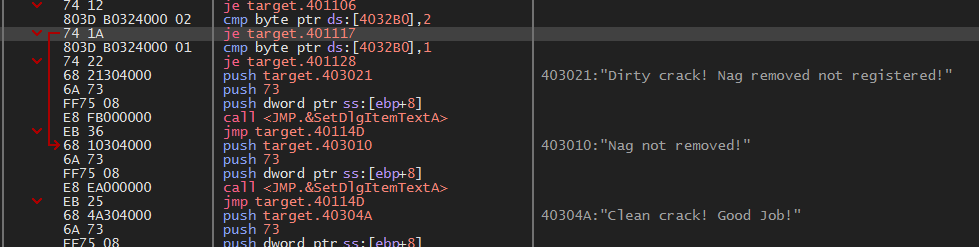 74 12 je target.401106
803D B0324000 02 cmp byte ptr ds:[4032B0],2
74 1A je target.401117
803D B0324000 01 cmp byte ptr ds:[4032B0],1
74 22 je target.401128
68 21304000 push target.403021 403021:"Dirty crack! Nag removed not registered!"
6A 73 push 73
FF75 08 push dword ptr ss:[ebp+8]
E8 FB000000 call <JMP.&SetDlgItemTextA>
EB 36 jmp target.40114D
68 10304000 push target.403010 403010:"Nag not removed!"
6A 73 push 73
FF75 08 push dword ptr ss:[ebp+8]
E8 EA000000 call <JMP.&SetDlgItemTextA>
EB 25 jmp target.40114D
68 4A304000 push target.40304A 40304A:"Clean crack! Good Job!"
6A 73 push 73
FF75 08 push dword ptr ss:[ebp+8]